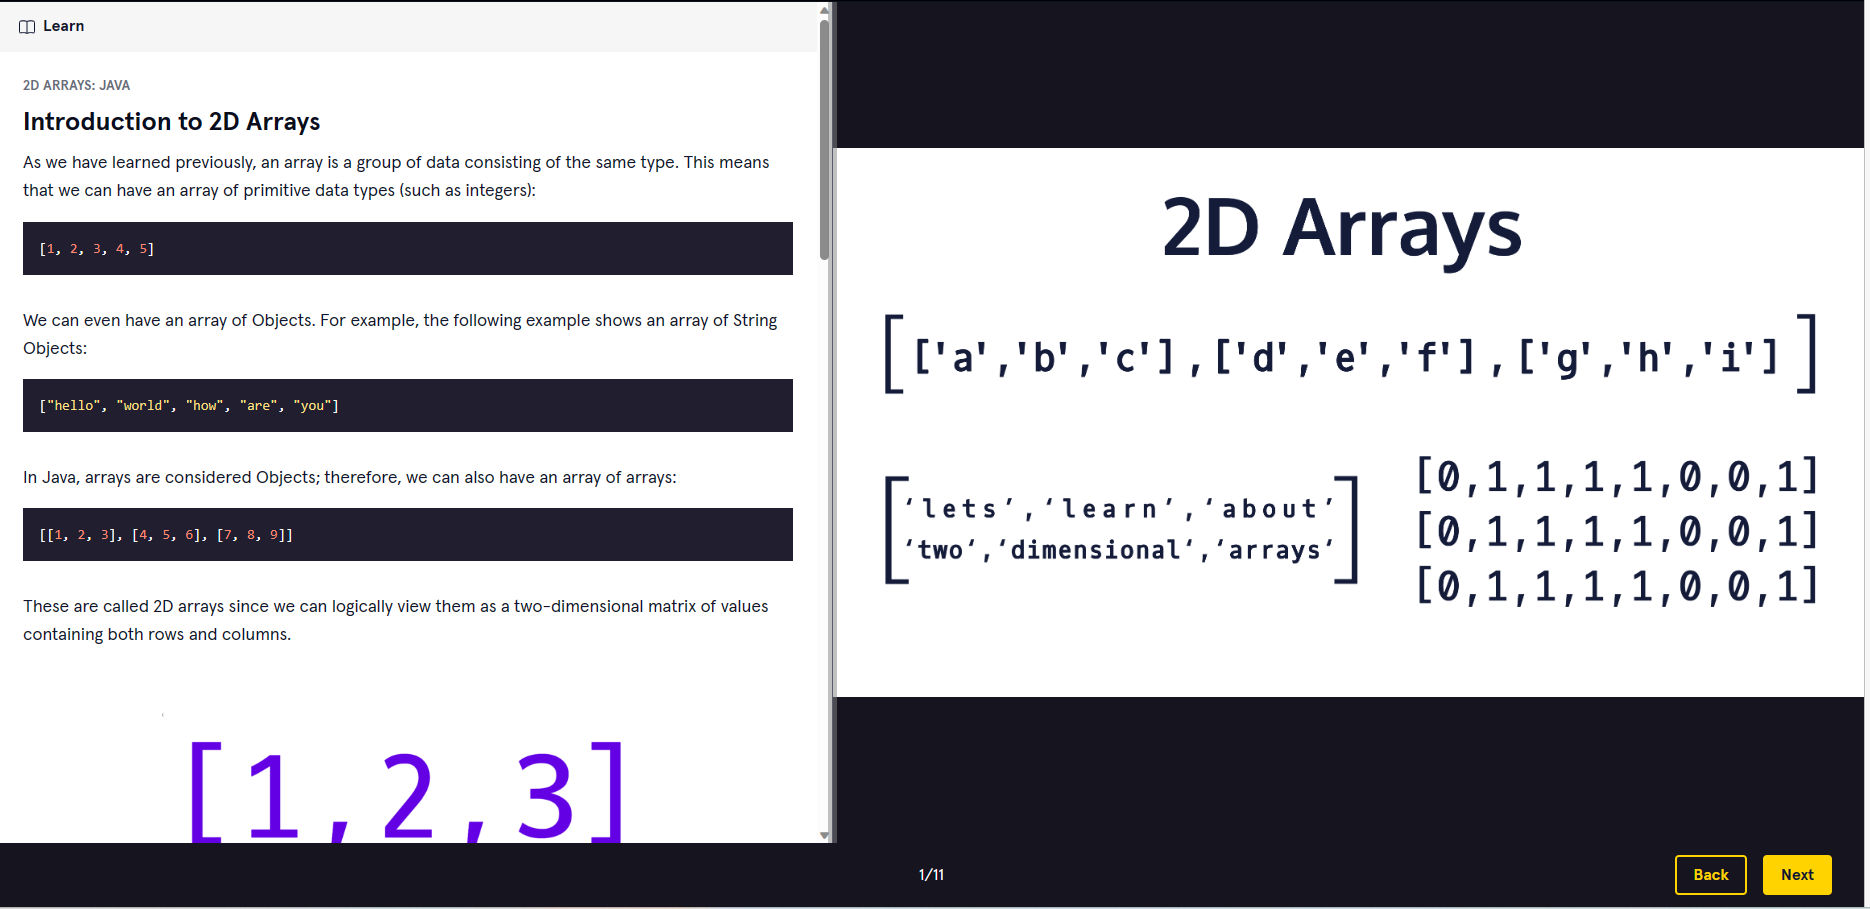 Learn
2D ARRAYS: JAVA
Introduction to 2D Arrays
As we have learned previously, an array is a group of data consisting of the same type. This means
that we can have an array of primitive data types (such as integers):
[1, 2, 3, 4, 5]
We can even have an array of Objects. For example, the following example shows an array of String
Objects:
["hello", "world", "how", "are", "you"]
In Java, arrays are considered Objects; therefore, we can also have an array of arrays:
[[1, 2, 3], [4, 5, 6], [7, 8, 9]]
These are called 2D arrays since we can logically view them as a two-dimensional matrix of values
containing both rows and columns.
[1,2,3]
2D Arrays
[['a','b','c'],['d','e','f'],['g','h','i']]
[‘lets’,‘learn’,‘about’
‘two‘,‘dimensional‘,‘arrays‘]
[0,1,1,1,1,0,0,1]
[0,1,1,1,1,0,0,1]
[0,1,1,1,1,0,0,1]
1/11
Back
Next